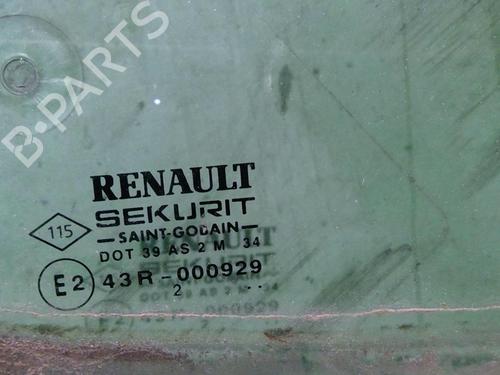 B-PARTS
RENAULT
SEKURIT
115
SAINT-GOBAIN
DOT 39 AS 2 M 34
E2 43R-000929
2 ..